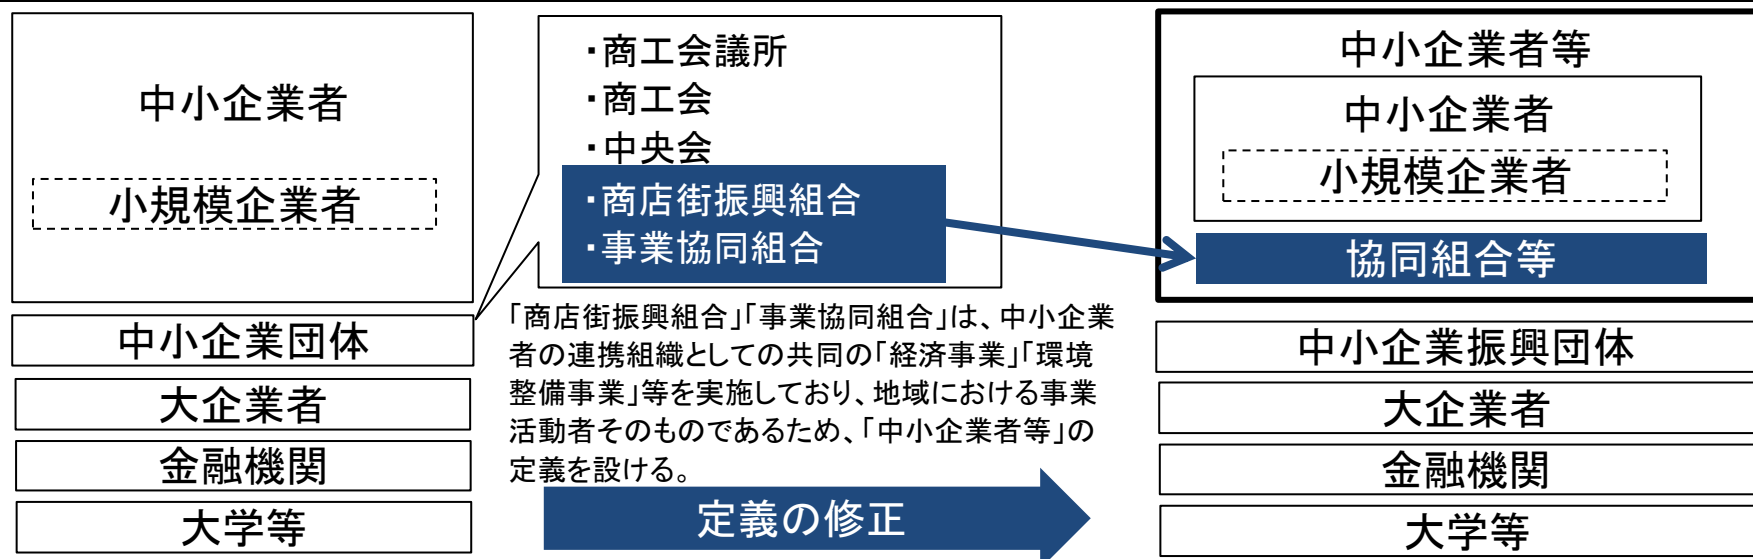 中小企業者
小規模企業者
中小企業団体
大企業者
金融機関
大学等
・商工会議所
・商工会
・中央会
・商店街振興組合
・事業協同組合
「商店街振興組合」「事業協同組合」は、中小企業
者の連携組織としての共同の「経済事業」「環境
整備事業」等を実施しており、地域における事業
活動者そのものであるため、「中小企業者等」の
定義を設ける。
定義の修正
中小企業者等
中小企業者
小規模企業者
協同組合等
中小企業振興団体
大企業者
金融機関
大学等